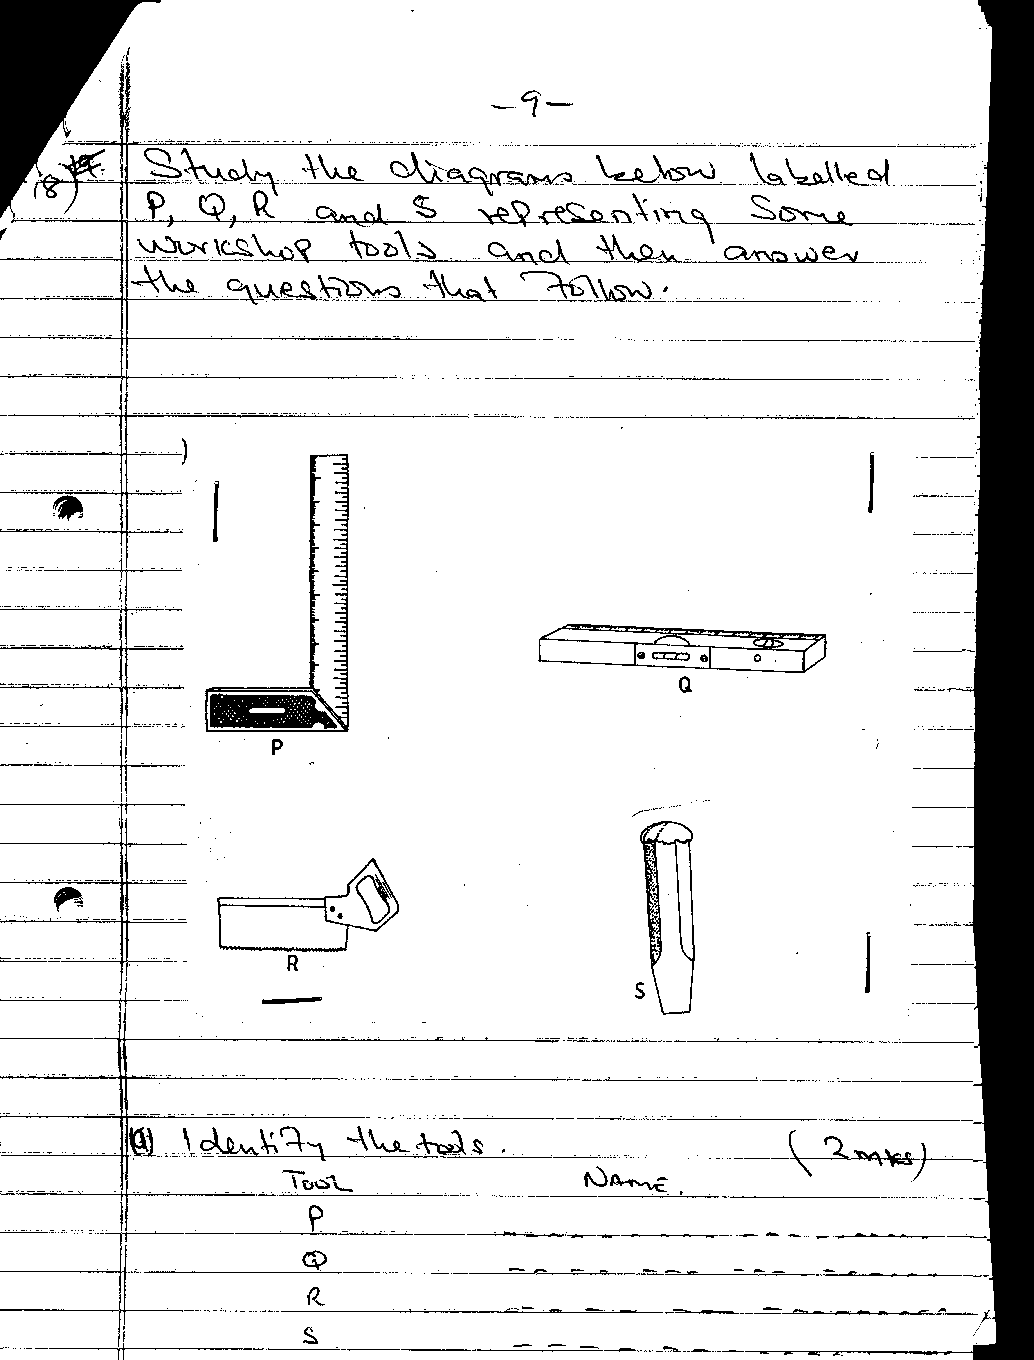 -9-
18) Study the diagrams below labelled
P, Q, R and S representing Some
workshop tools and then answer
the questions that follow.
P
Q
R
S
(a) Identify the tools. (2mks)
TOOL NAME.
P
Q
R
S